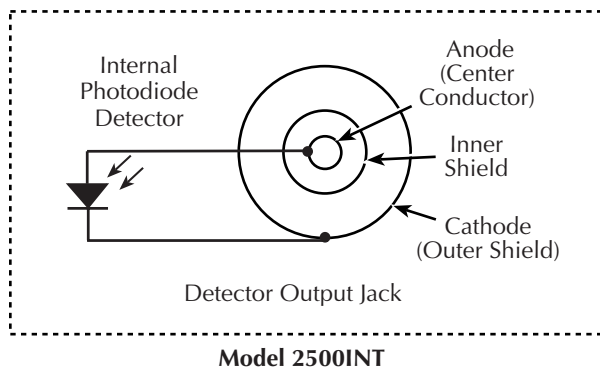 Internal
Photodiode
Detector
Anode
(Center
Conductor)
Inner
Shield
Cathode
(Outer Shield)
Detector Output Jack
Model 2500INT